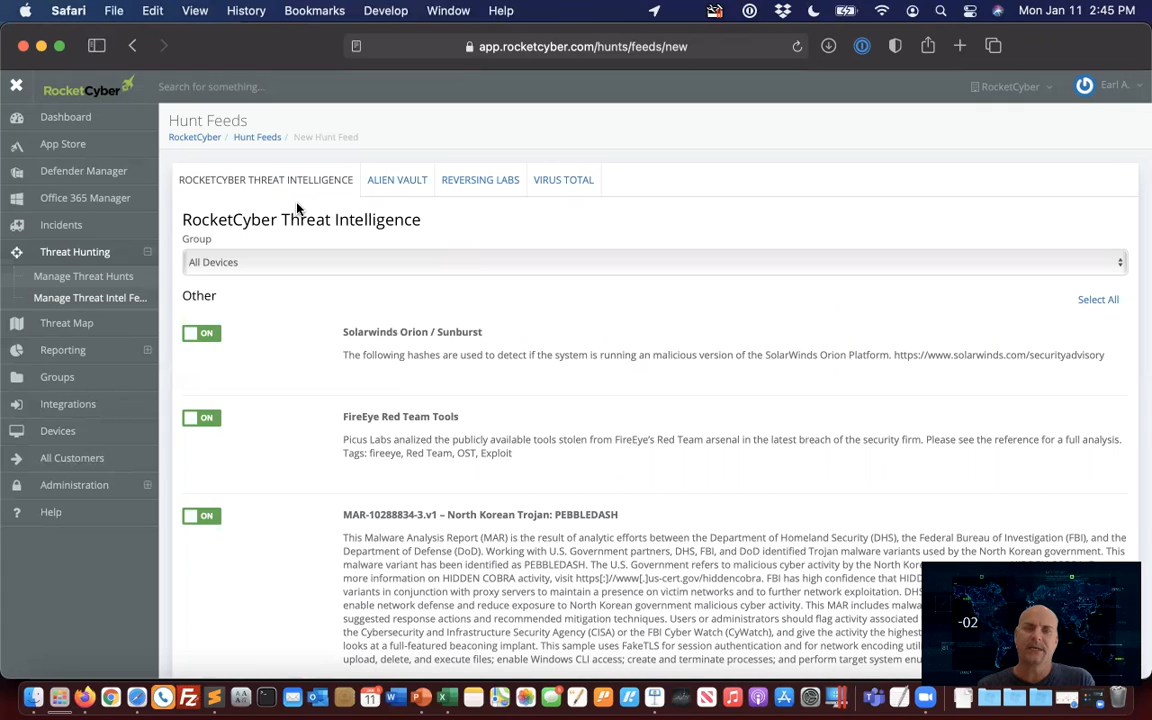 Safari File Edit View History Bookmarks Develop Window Help Mon Jan 11 2:45 PM
app.rocketcyber.com/hunts/feeds/new
RocketCyber
Search for something...
RocketCyber
Earl A.
Dashboard
App Store
Defender Manager
Office 365 Manager
Incidents
Threat Hunting
Manage Threat Hunts
Manage Threat Intel Fe...
Threat Map
Reporting
Groups
Integrations
Devices
All Customers
Administration
Help
Hunt Feeds
RocketCyber / Hunt Feeds / New Hunt Feed
ROCKETCYBER THREAT INTELLIGENCE ALIEN VAULT REVERSING LABS VIRUS TOTAL
RocketCyber Threat Intelligence
Group
All Devices
Other
Select All
ON
Solarwinds Orion / Sunburst
The following hashes are used to detect if the system is running an malicious version of the SolarWinds Orion Platform. https://www.solarwinds.com/securityadvisory
ON
FireEye Red Team Tools
Picus Labs analized the publicly available tools stolen from FireEye's Red Team arsenal in the latest breach of the security firm. Please see the reference for a full analysis.
Tags: fireeye, Red Team, OST, Exploit
ON
MAR-10288834-3.v1 – North Korean Trojan: PEBBLEDASH
This Malware Analysis Report (MAR) is the result of analytic efforts between the Department of Homeland Security (DHS), the Federal Bureau of Investigation (FBI), and the
Department of Defense (DoD). Working with U.S. Government partners, DHS, FBI, and DoD identified Trojan malware variants used by the North Korean government. This
malware variant has been identified as PEBBLEDASH. The U.S. Government refers to malicious cyber activity by the North Kore
more information on HIDDEN COBRA activity, visit https[:]//www[.]us-cert.gov/hiddencobra. FBI has high confidence that HIDD
variants in conjunction with proxy servers to maintain a presence on victim networks and to further network exploitation. DHS
enable network defense and reduce exposure to North Korean government malicious cyber activity. This MAR includes malwa
suggested response actions and recommended mitigation techniques. Users or administrators should flag activity associated
the Cybersecurity and Infrastructure Security Agency (CISA) or the FBI Cyber Watch (CyWatch), and give the activity the highest
looks at a full-featured beaconing implant. This sample uses FakeTLS for session authentication and for network encoding uti
upload, delete, and execute files; enable Windows CLI access; create and terminate processes; and perform target system enu
-02